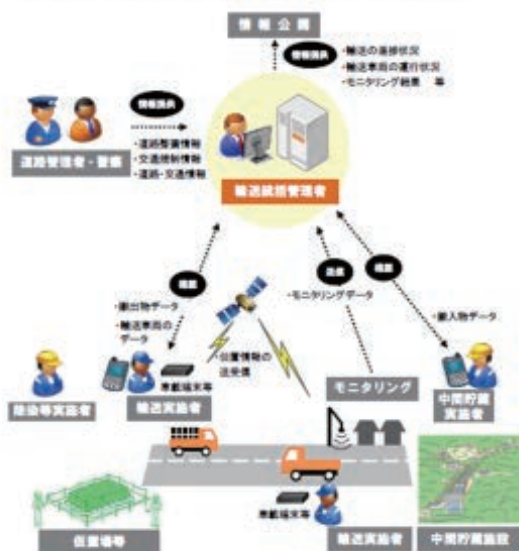 情報公開
情報提供
・輸送の進捗状況
・輸送車両の運行状況
・モニタリング結果 等
情報提供
道路管理者・警察
・道路整備情報
・交通規制情報
・道路・交通情報
輸送統括管理者
確認
・搬出物データ
・輸送車両の
データ
・位置情報の
送受信
送信
・モニタリングデータ
確認
・搬入物データ
除染等実施者
輸送実施者
車載端末等
モニタリング
中間貯蔵
実施者
車載端末等
仮置場等
輸送実施者
中間貯蔵施設